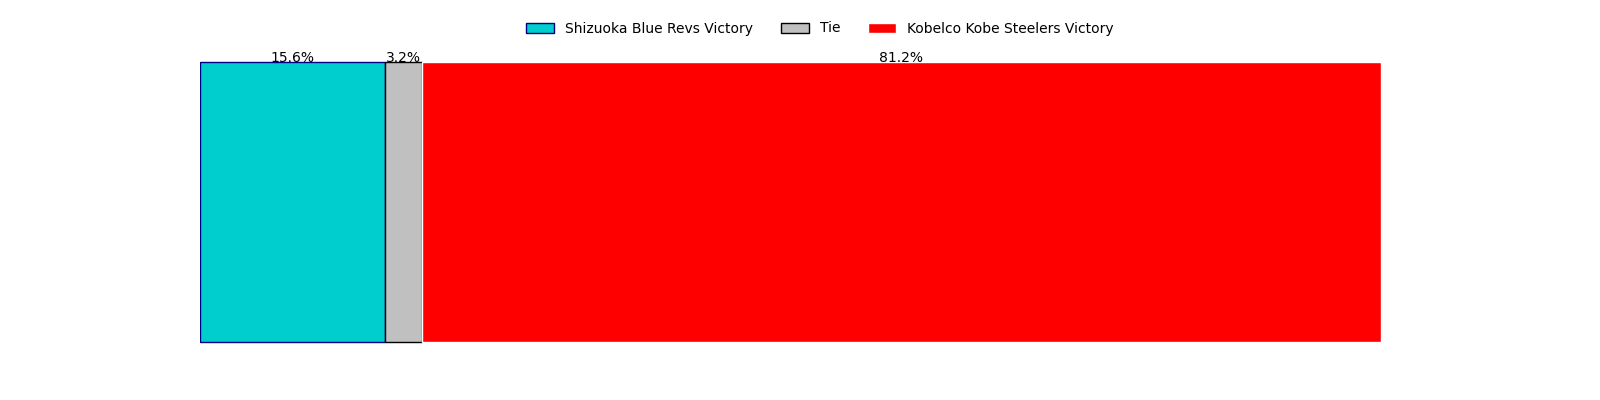 Shizuoka Blue Revs Victory Tie Kobelco Kobe Steelers Victory
15.6% 3.2% 81.2%